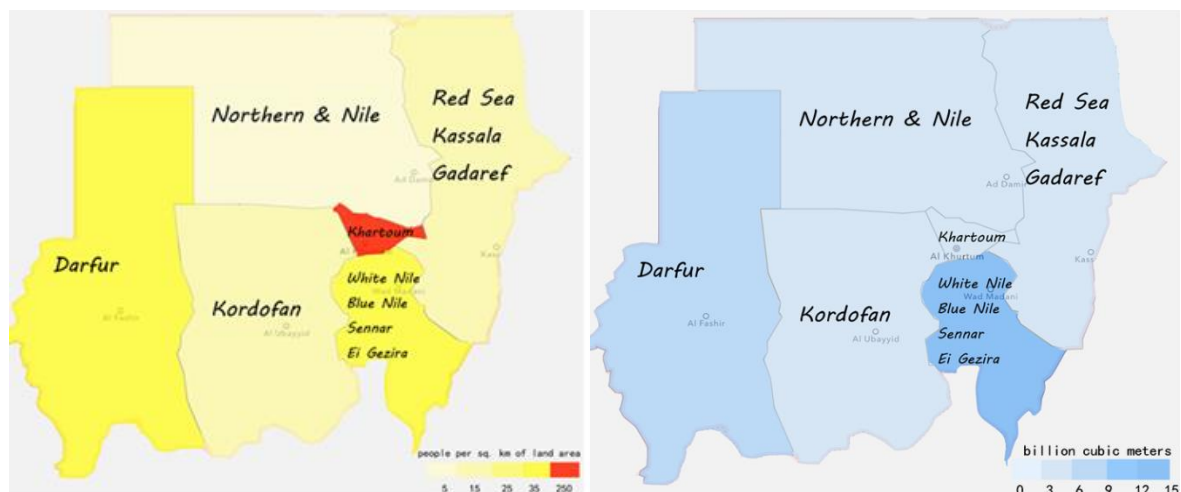 Northern & Nile
Red Sea
Kassala
Gadaref
Khartoum
Darfur
Kordofan
White Nile
Blue Nile
Sennar
Ei Gezira
Al Fashir
Al Ubayyid
people per sq. km of land area
5 15 25 35 250
Northern & Nile
Red Sea
Kassala
Gadaref
Ad Dami
Khartoum
Al Khurtum
Kass
Darfur
Kordofan
White Nile
Wad Madani
Blue Nile
Sennar
Ei Gezira
Al Fashir
Al Ubayyid
billion cubic meters
0 3 6 9 12 15